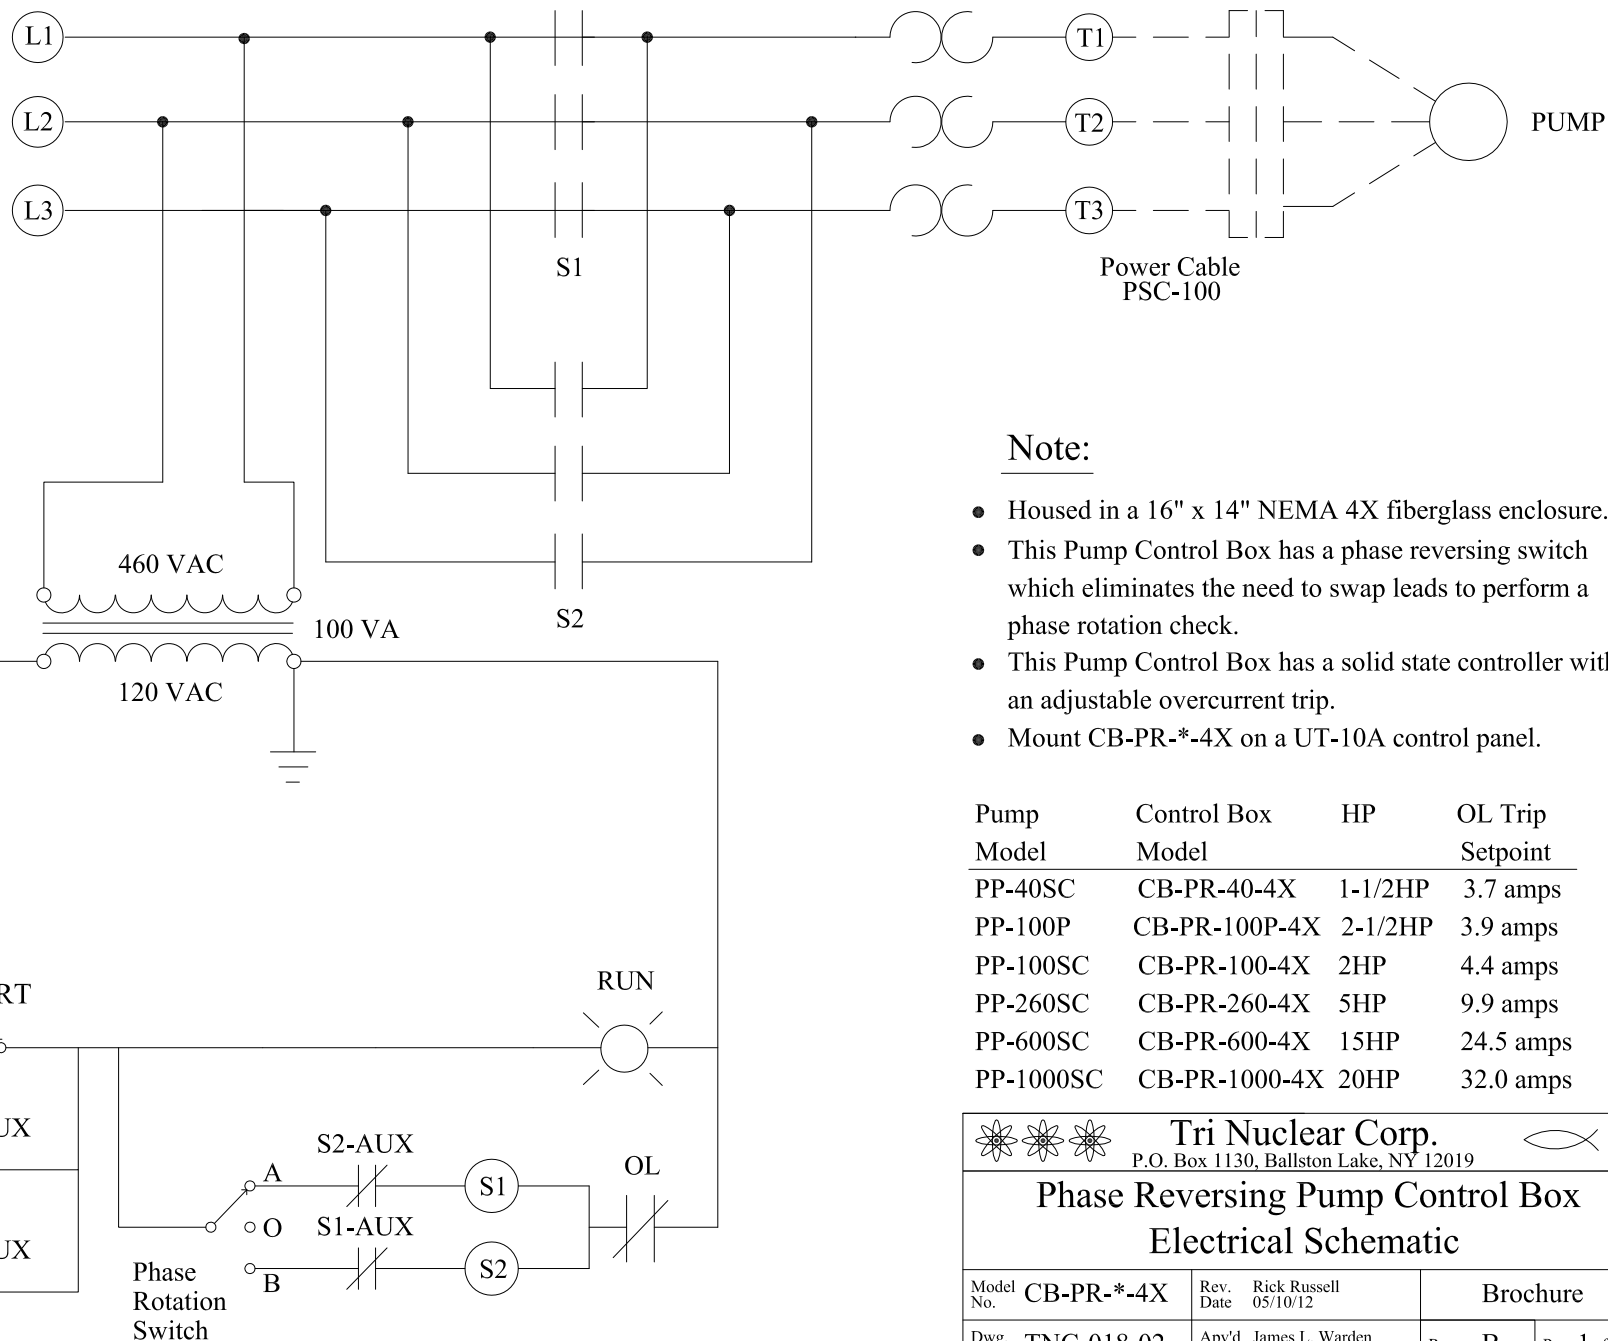 L1
T1
L2
T2
PUMP
L3
T3
S1
Power Cable
PSC-100
Note:
Housed in a 16" x 14" NEMA 4X fiberglass enclosure.
This Pump Control Box has a phase reversing switch
which eliminates the need to swap leads to perform a
phase rotation check.
This Pump Control Box has a solid state controller with
an adjustable overcurrent trip.
Mount CB-PR-*-4X on a UT-10A control panel.
460 VAC
S2
100 VA
120 VAC
Pump Control Box HP OL Trip
Model Model Setpoint
PP-40SC CB-PR-40-4X 1-1/2HP 3.7 amps
PP-100P CB-PR-100P-4X 2-1/2HP 3.9 amps
PP-100SC CB-PR-100-4X 2HP 4.4 amps
PP-260SC CB-PR-260-4X 5HP 9.9 amps
PP-600SC CB-PR-600-4X 15HP 24.5 amps
PP-1000SC CB-PR-1000-4X 20HP 32.0 amps
RT
RUN
UX
S2-AUX
A
S1
OL
O
S1-AUX
UX
B
S2
Phase
Rotation
Switch
Tri Nuclear Corp.
P.O. Box 1130, Ballston Lake, NY 12019
Phase Reversing Pump Control Box
Electrical Schematic
Model No. CB-PR-*-4X
Rev. Date Rick Russell 05/10/12
Brochure
Dwg TNC-018-02
Apv'd James L. Warden
B
1